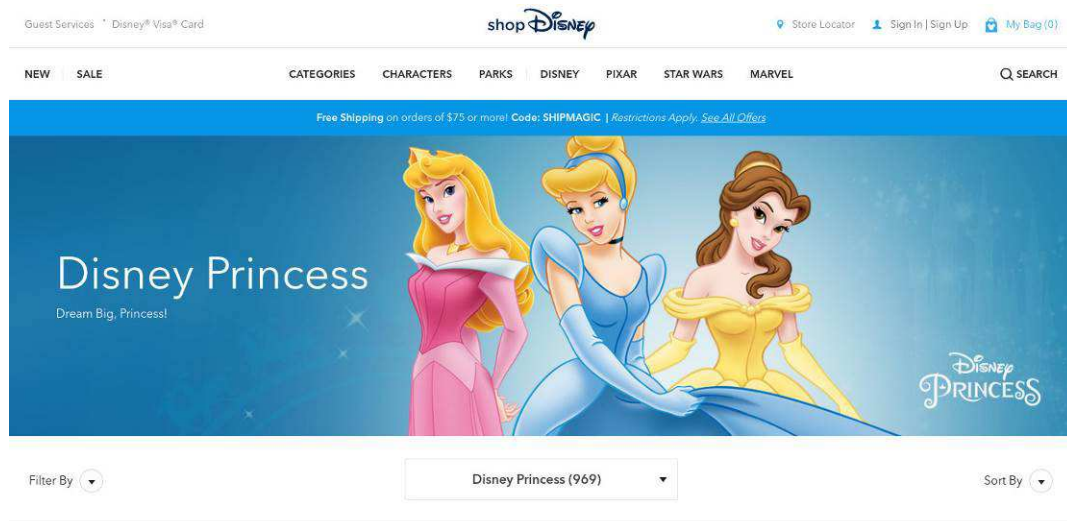 Guest Services * Disney® Visa® Card
shop Disney
Store Locator
Sign In | Sign Up
My Bag (0)
NEW
SALE
CATEGORIES
CHARACTERS
PARKS
DISNEY
PIXAR
STAR WARS
MARVEL
SEARCH
Free Shipping on orders of $75 or more! Code: SHIPMAGIC | Restrictions Apply. See All Offers
Disney Princess
Dream Big, Princess!
Disney
PRINCESS
Filter By
Disney Princess (969)
Sort By